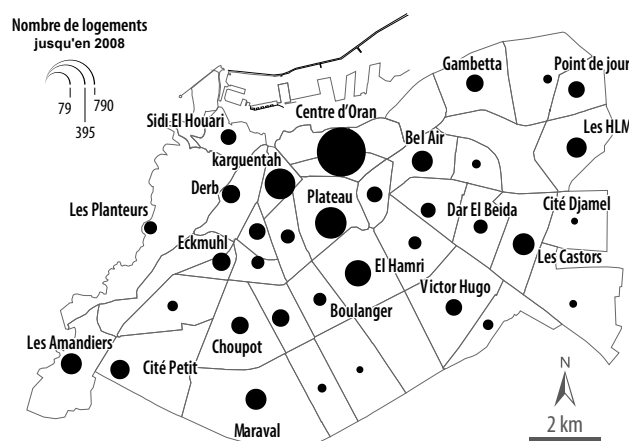 Nombre de logements
jusqu'en 2008
79
395
790
Gambetta
Point de jour
Centre d'Oran
Sidi El Houari
Les HLM
Bel Air
karguentah
Derb
Plateau
Les Planteurs
Dar El Beida
Cité Djamel
Eckmuhl
Les Castors
El Hamri
Victor Hugo
Boulanger
Les Amandiers
Choupot
Cité Petit
Maraval
N
2 km